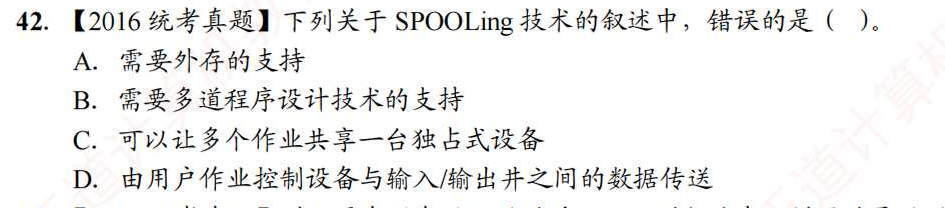 42. 【2016 统考真题】下列关于 SPOOLing 技术的叙述中，错误的是（ ）。
A. 需要外存的支持
B. 需要多道程序设计技术的支持
C. 可以让多个作业共享一台独占式设备
D. 由用户作业控制设备与输入/输出井之间的数据传送